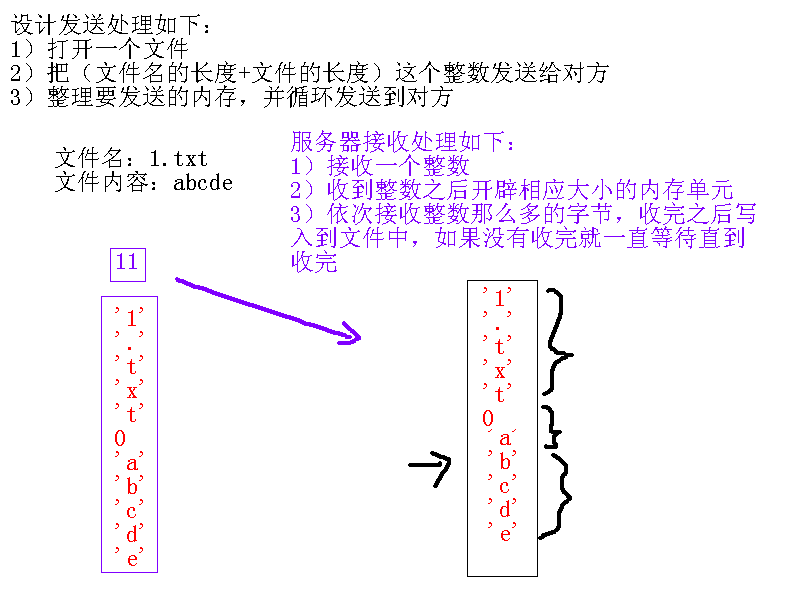 设计发送处理如下:
1）打开一个文件
2）把（文件名的长度+文件的长度）这个整数发送给对方
3）整理要发送的内存，并循环发送到对方
文件名：1.txt
文件内容：abcde
服务器接收处理如下:
1）接收一个整数
2）收到整数之后开辟相应大小的内存单元
3）依次接收整数那么多的字节，收完之后写
入到文件中，如果没有收完就一直等待直到
收完
11
'1'
'.'
't'
'x'
't'
0
'a'
'b'
'c'
'd'
'e'
'1'
'.'
't'
'x'
't'
0
'a'
'b'
'c'
'd'
'e'